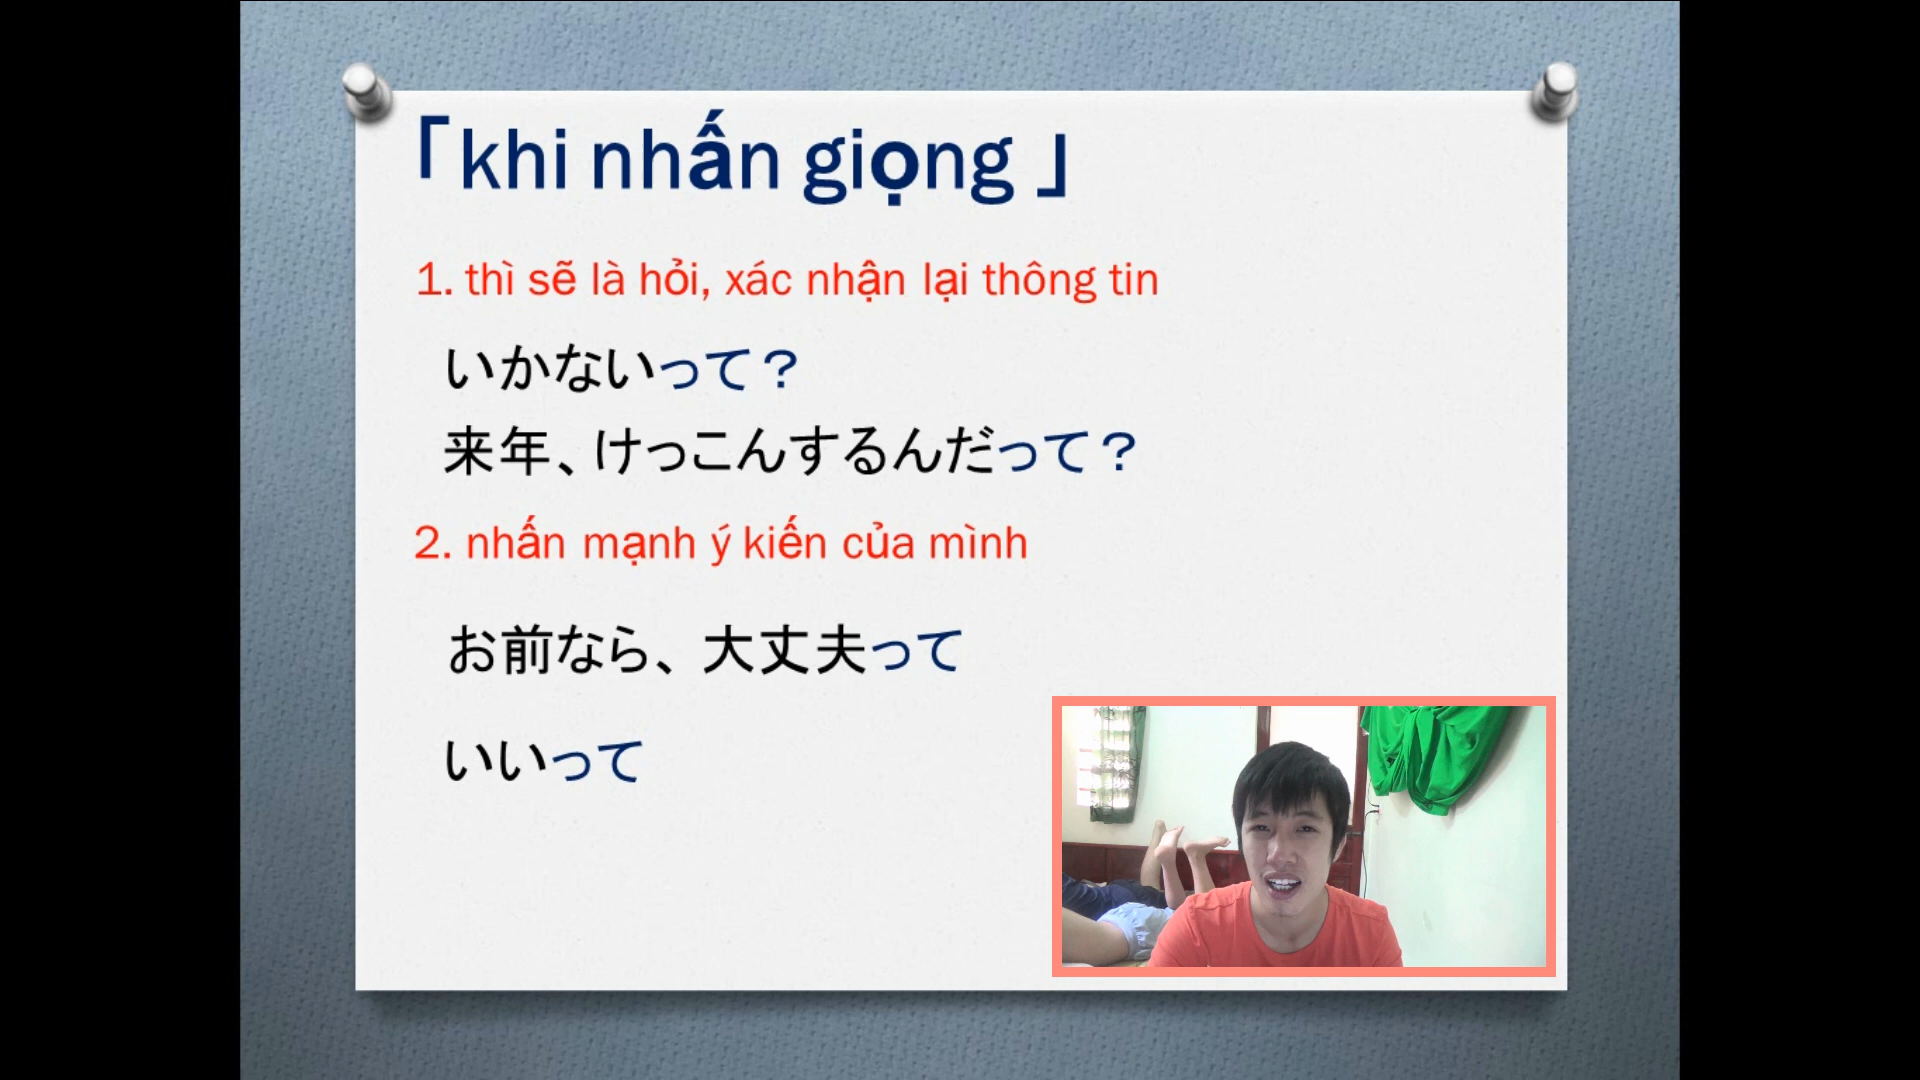 「khi nhấn giọng 」
1. thì sẽ là hỏi, xác nhận lại thông tin
いかないって？
来年、けっこんするんだって？
2. nhấn mạnh ý kiến của mình
お前なら、大丈夫って
いいって